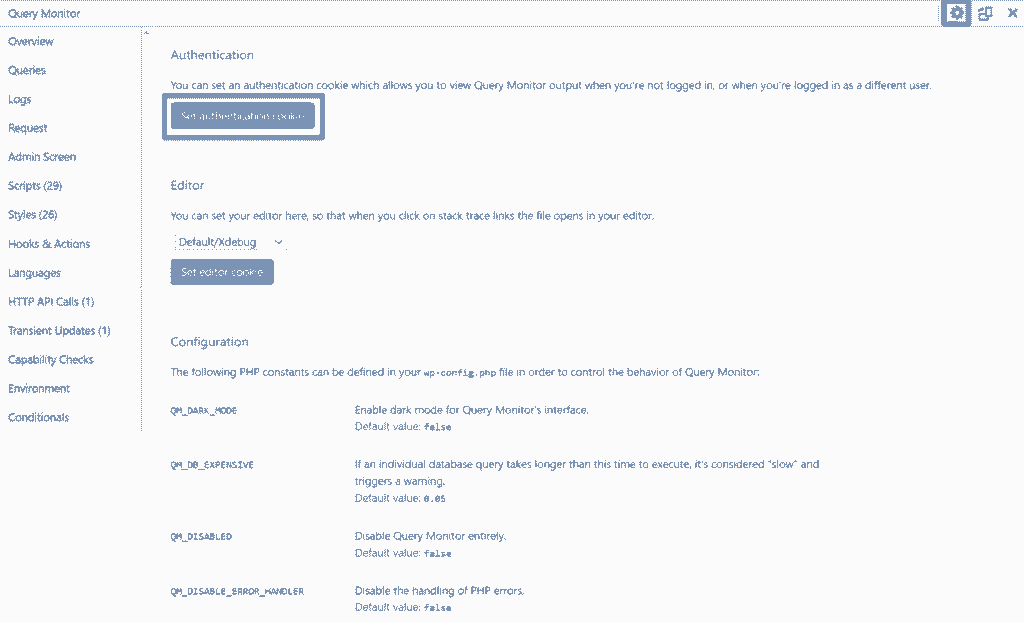 Query Monitor
Overview
Queries
Logs
Request
Admin Screen
Scripts (29)
Styles (26)
Hooks & Actions
Languages
HTTP API Calls (1)
Transient Updates (1)
Capability Checks
Environment
Conditionals
Authentication
You can set an authentication cookie which allows you to view Query Monitor output when you're not logged in, or when you're logged in as a different user.
Set authentication cookie
Editor
You can set your editor here, so that when you click on stack trace links the file opens in your editor.
Default/Xdebug
Set editor cookie
Configuration
The following PHP constants can be defined in your wp-config.php file in order to control the behavior of Query Monitor:
QM_DARK_MODE
Enable dark mode for Query Monitor's interface.
Default value: false
QM_DB_EXPENSIVE
If an individual database query takes longer than this time to execute, it's considered "slow" and
triggers a warning.
Default value: 0.05
QM_DISABLED
Disable Query Monitor entirely.
Default value: false
QM_DISABLE_ERROR_HANDLER
Disable the handling of PHP errors.
Default value: false